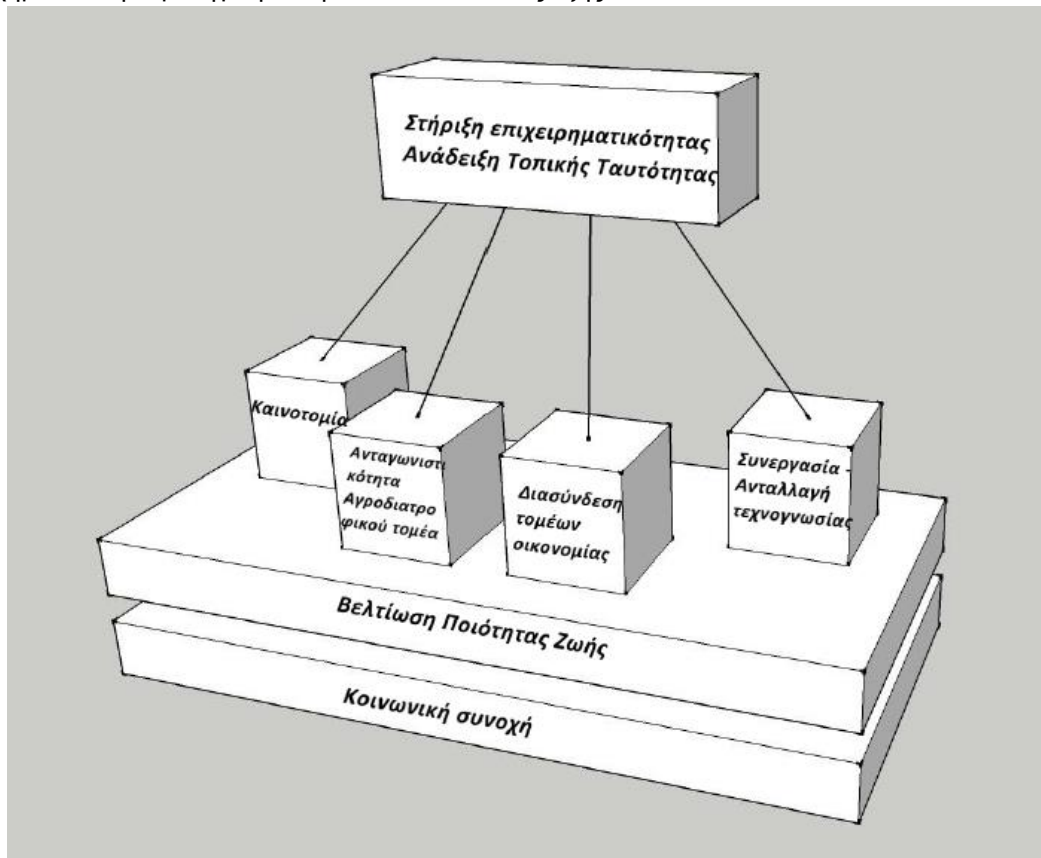 Στήριξη επιχειρηματικότητας
Ανάδειξη Τοπικής Ταυτότητας
Καινοτομία
Ανταγωνιστι
κότητα
Αγροδιατρο
φικού τομέα
Διασύνδεση
τομέων
οικονομίας
Συνεργασία -
Ανταλλαγή
τεχνογνωσίας
Βελτίωση Ποιότητας Ζωής
Κοινωνική συνοχή